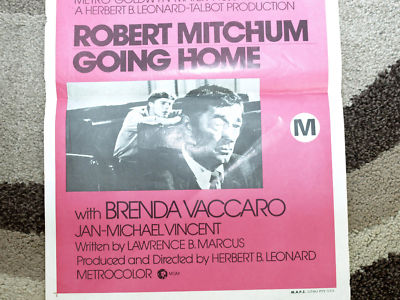 A HERBERT B. LEONARD-TALBOT PRODUCTION
ROBERT MITCHUM
GOING HOME
M
with BRENDA VACCARO
JAN-MICHAEL VINCENT
Written by LAWRENCE B. MARCUS
Produced and Directed by HERBERT B. LEONARD
METROCOLOR MGM
M.A.P.S.